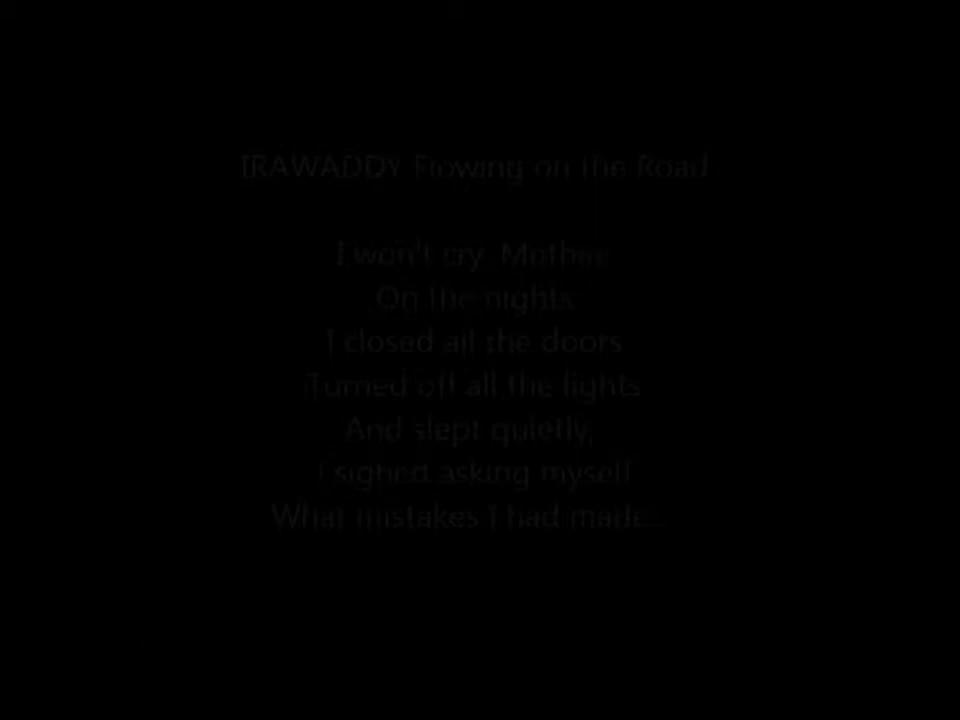 IRAWADDY Flowing on the Road
I won't cry, Mother
On the nights
I closed all the doors
Turned off all the lights
And slept quietly,
I sighed asking myself
What mistakes I had made...